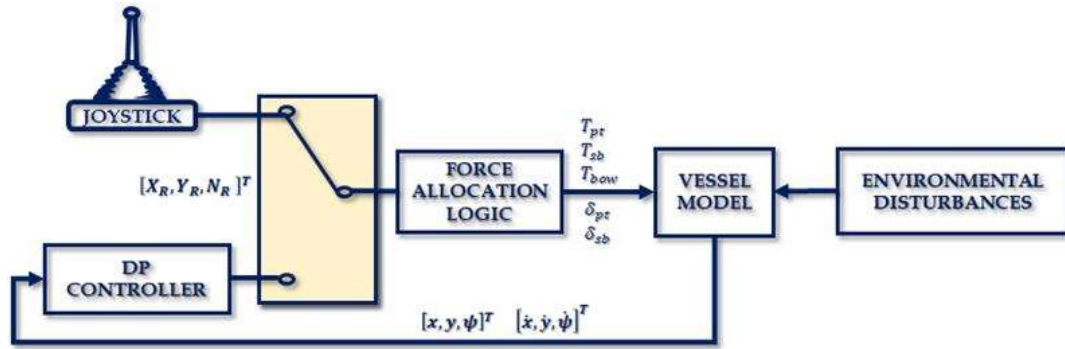 JOYSTICK
[X_R, Y_R, N_R ]^T
DP
CONTROLLER
FORCE
ALLOCATION
LOGIC
T_pt
T_sb
T_bow
δ_pt
δ_sb
VESSEL
MODEL
ENVIRONMENTAL
DISTURBANCES
[x, y, ψ]^T [ẋ, ẏ, ψ̇]^T